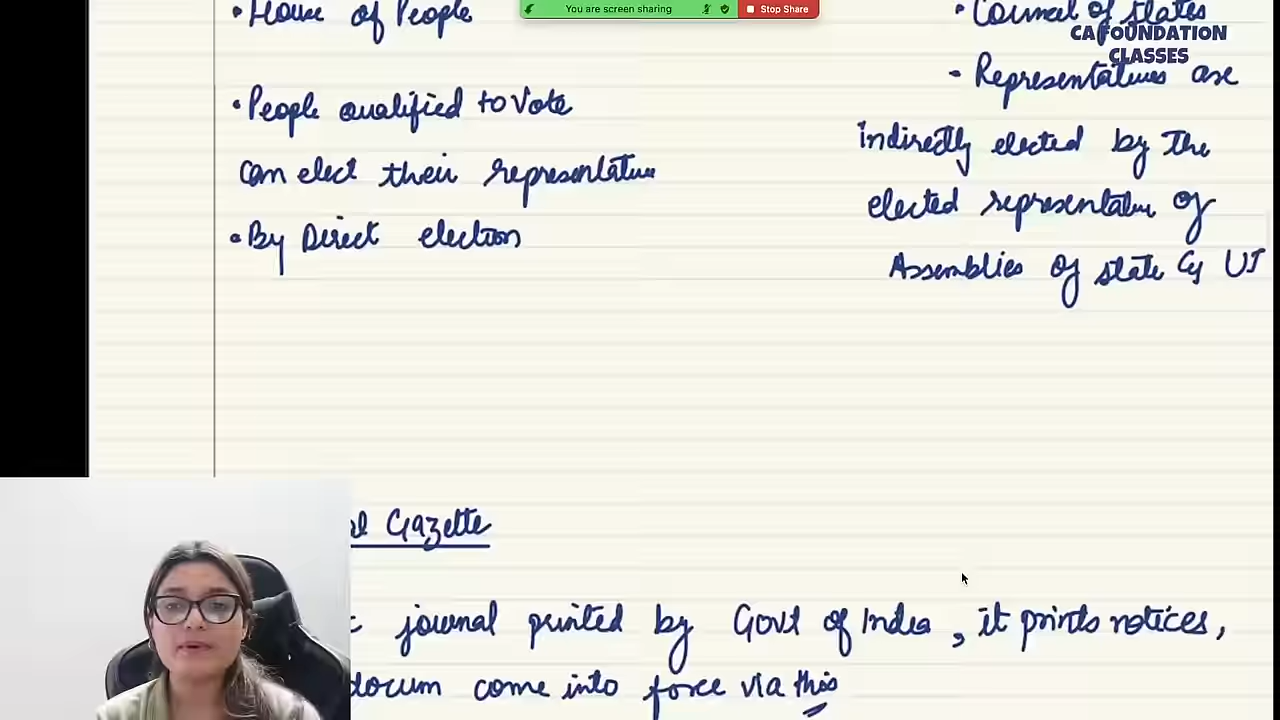 You are screen sharing
Stop Share
CA FOUNDATION
CLASSES
• House of People
• People qualified to Vote
can elect their representative
• By Direct election
• Council of states
- Representatives are
indirectly elected by the
elected representative of
Assemblies of state & UT
Gazette
journal printed by Govt of India, it prints notices,
docum come into force via this